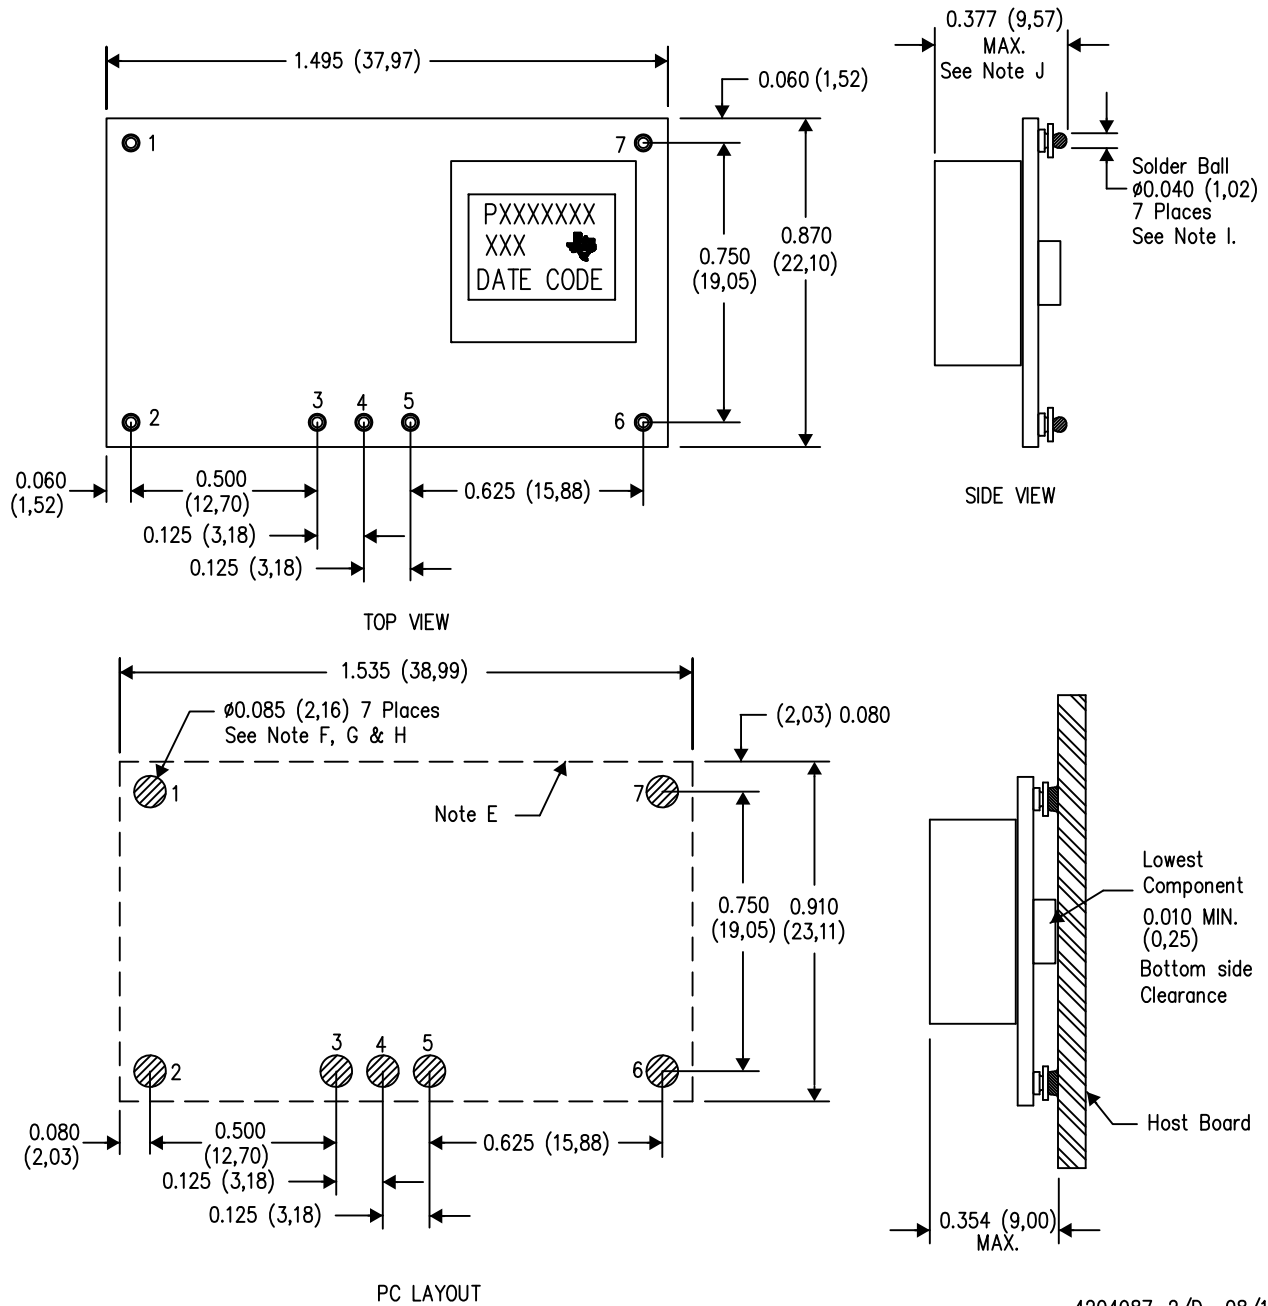 0.377 (9,57)
MAX.
See Note J
1.495 (37,97)
0.060 (1,52)
1
7
PXXXXXXX
XXX
DATE CODE
0.750
(19,05)
0.870
(22,10)
Solder Ball
ø0.040 (1,02)
7 Places
See Note I.
2
3
4
5
6
0.060
(1,52)
0.500
(12,70)
0.625 (15,88)
0.125 (3,18)
0.125 (3,18)
SIDE VIEW
TOP VIEW
1.535 (38,99)
ø0.085 (2,16) 7 Places
See Note F, G & H
(2,03) 0.080
1
7
Note E
0.750
(19,05)
0.910
(23,11)
Lowest
Component
0.010 MIN.
(0,25)
Bottom side
Clearance
2
3
4
5
6
0.080
(2,03)
0.500
(12,70)
0.625 (15,88)
0.125 (3,18)
0.125 (3,18)
Host Board
0.354 (9,00)
MAX.
PC LAYOUT